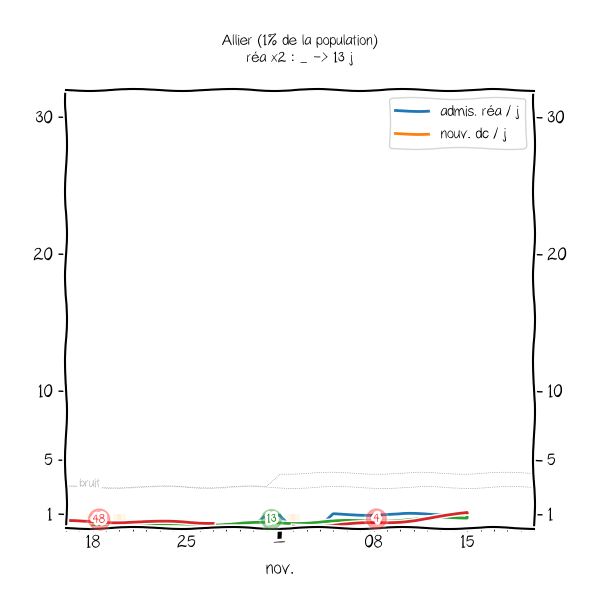 Allier (1% de la population)
réa x2 : _ -> 13 j
admis. réa / j
nouv. dc / j
30 30
20 20
10 10
5 5
bruit
1 1
48 13 4
18 25 1 08 15
nov.